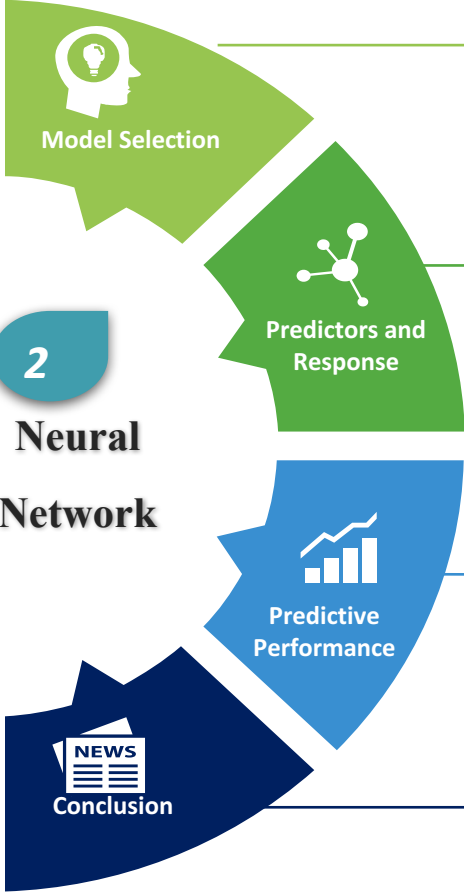 Model Selection
Predictors and
Response
2
Neural
Network
Predictive
Performance
NEWS
Conclusion